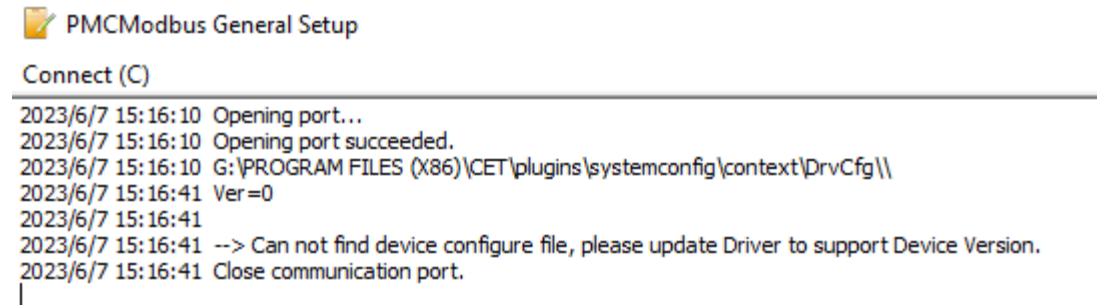 PMCModbus General Setup
Connect (C)
2023/6/7 15:16:10 Opening port...
2023/6/7 15:16:10 Opening port succeeded.
2023/6/7 15:16:10 G:\PROGRAM FILES (X86)\CET\plugins\systemconfig\context\DrvCfg\\
2023/6/7 15:16:41 Ver=0
2023/6/7 15:16:41
2023/6/7 15:16:41 --> Can not find device configure file, please update Driver to support Device Version.
2023/6/7 15:16:41 Close communication port.